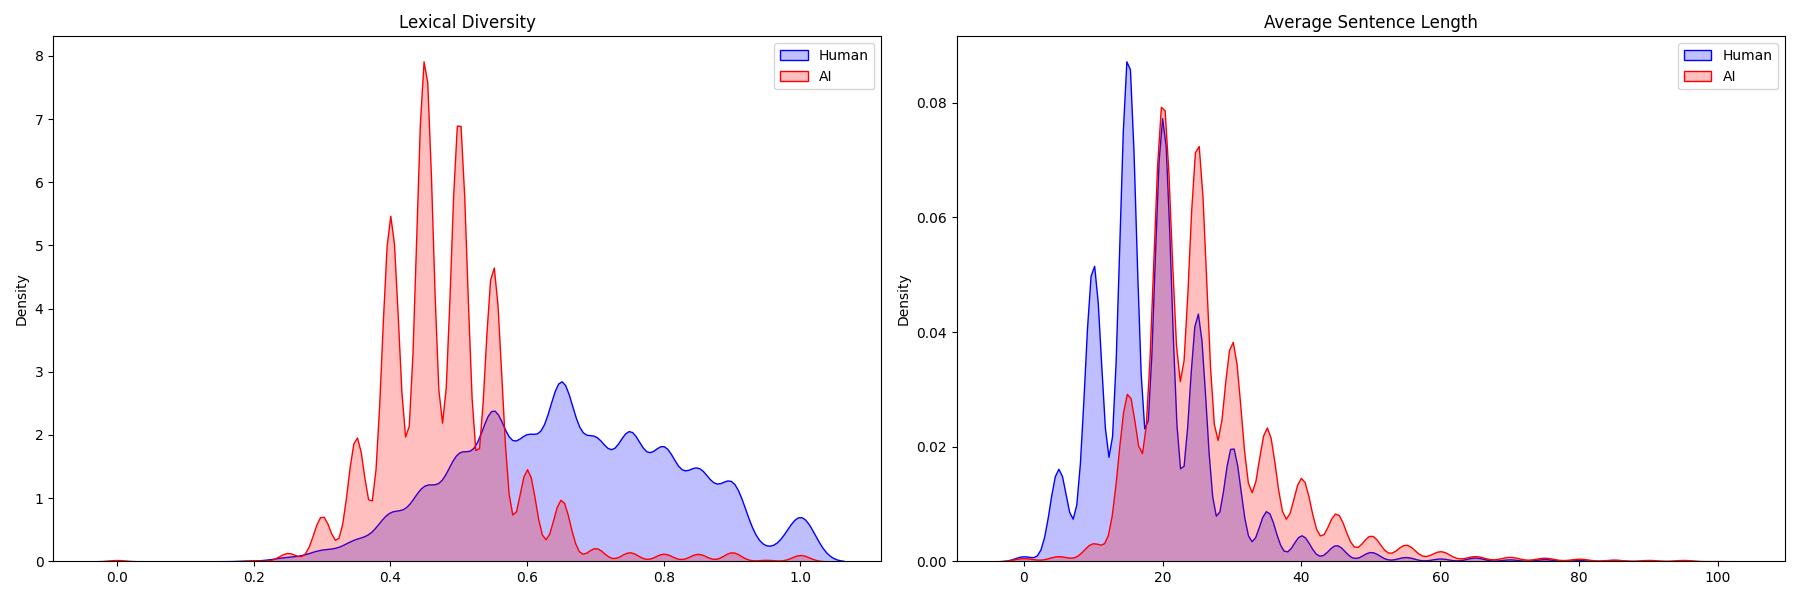 Lexical Diversity
Human
AI
Density
8
7
6
5
4
3
2
1
0
0.0 0.2 0.4 0.6 0.8 1.0
Average Sentence Length
Human
AI
Density
0.08
0.06
0.04
0.02
0.00
0 20 40 60 80 100